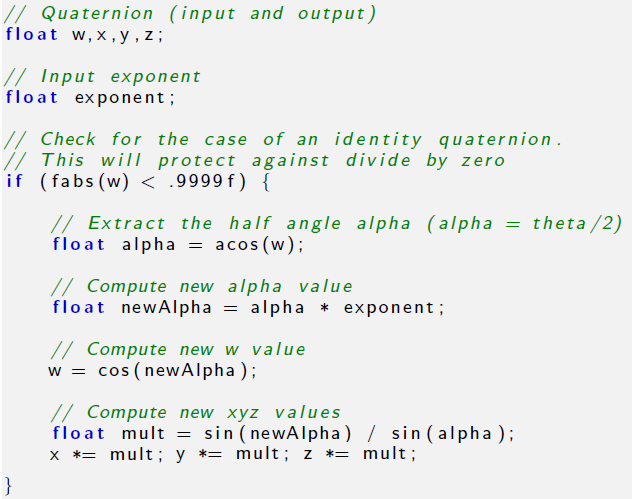 // Quaternion (input and output)
float w,x,y,z;
// Input exponent
float exponent;
// Check for the case of an identity quaternion.
// This will protect against divide by zero
if (fabs(w) < .9999f) {
// Extract the half angle alpha (alpha = theta/2)
float alpha = acos(w);
// Compute new alpha value
float newAlpha = alpha * exponent;
// Compute new w value
w = cos(newAlpha);
// Compute new xyz values
float mult = sin(newAlpha) / sin(alpha);
x *= mult; y *= mult; z *= mult;
}